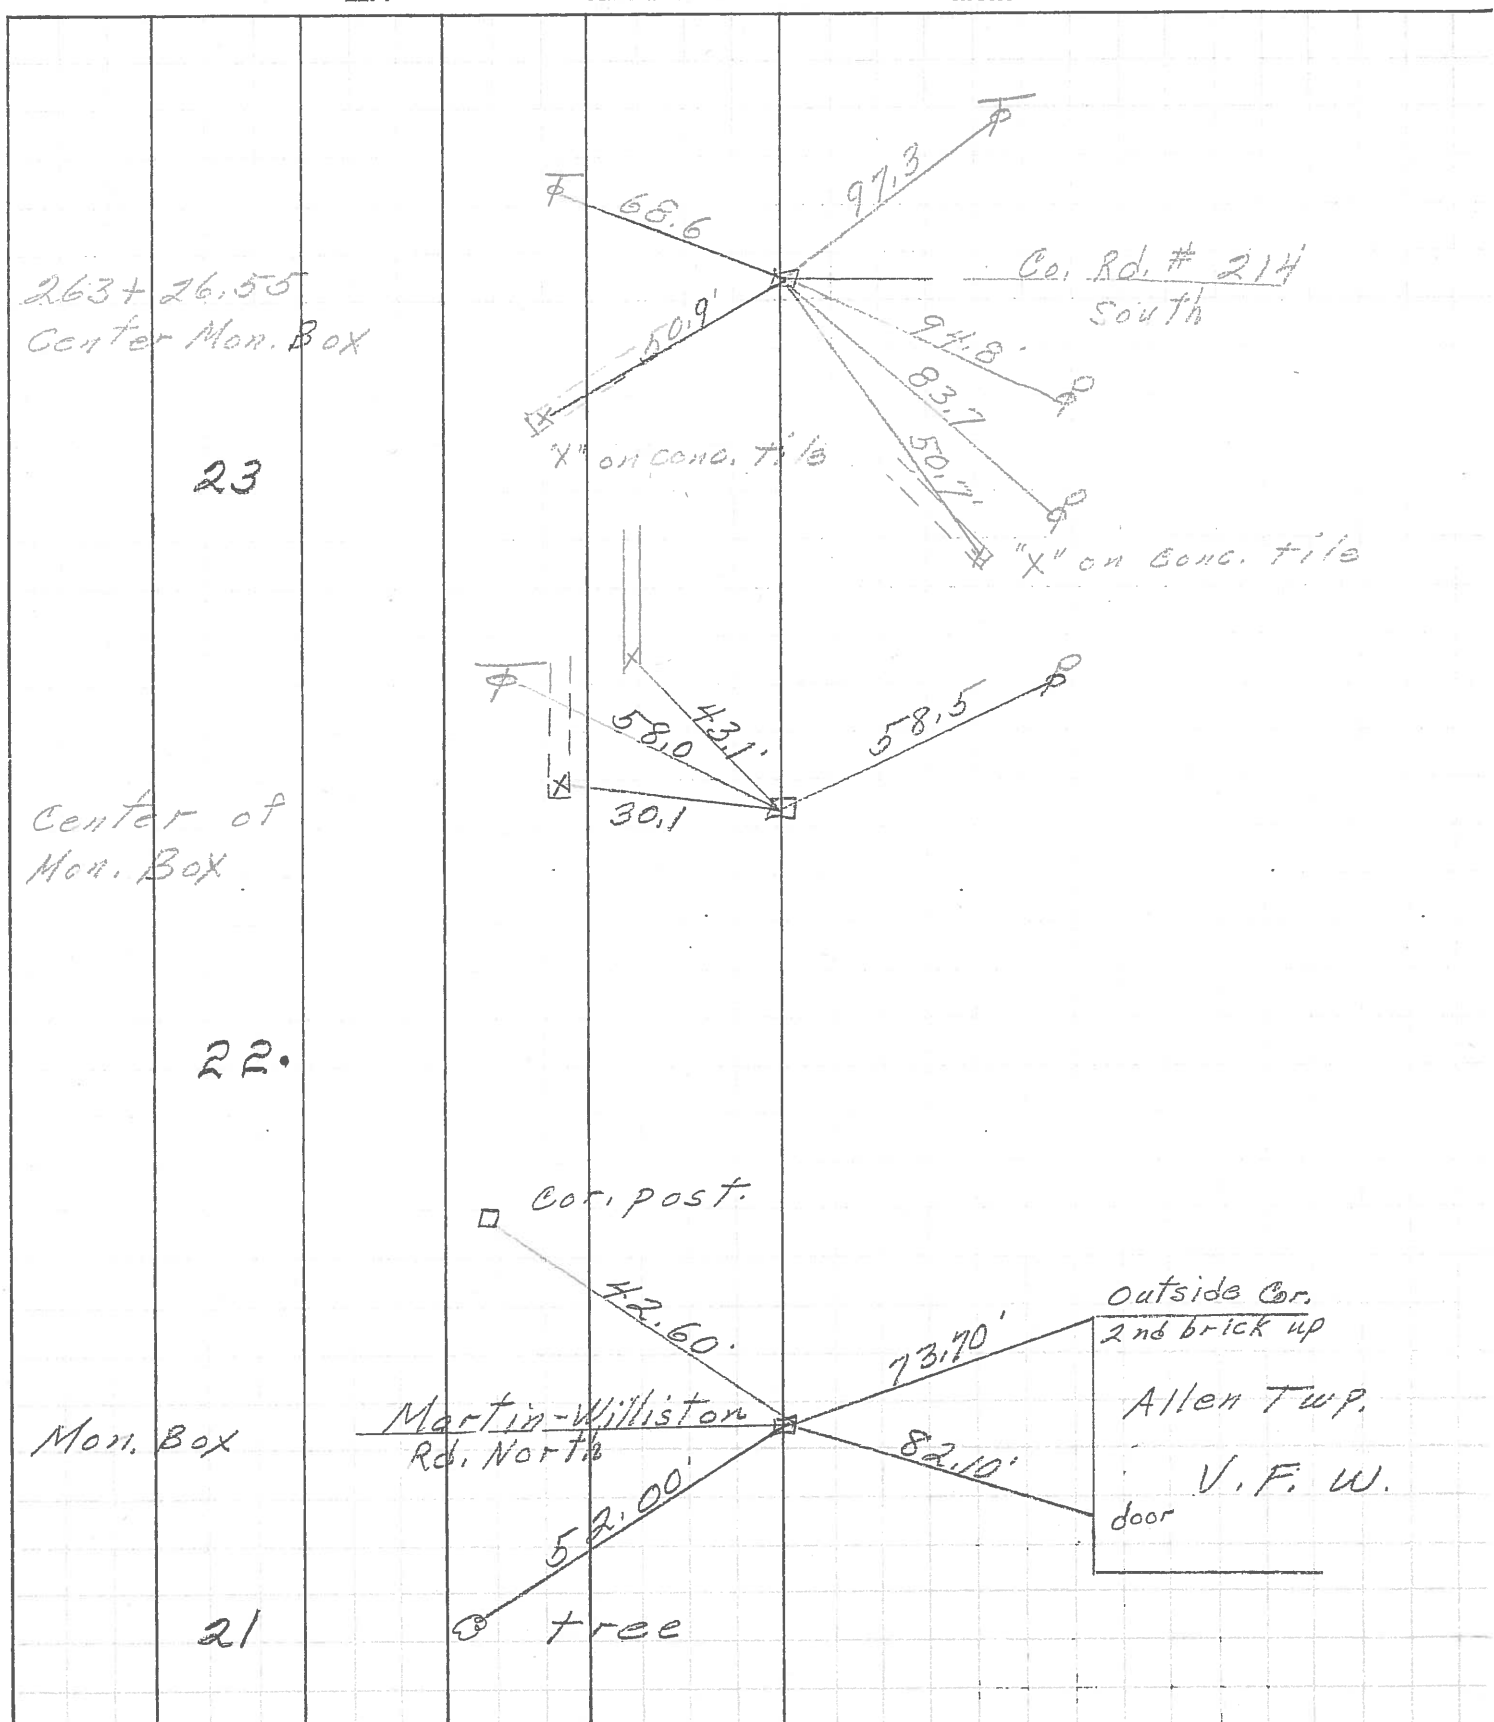 97.3
68.6
Co. Rd. # 214
South
263+26.55
Center Mon. Box
50.9'
94.8'
83.7
50.7'
"X" on conc. tile
23
"X" on conc. tile
58.0
43.1'
58.5
30.1
Center of
Mon. Box
22.
Cor. post.
42.60'
Outside Cor.
2nd brick up
73.70'
Allen Twp.
Martin-Williston
Rd. North
Mon. Box
82.10'
V. F. W.
door
52.00'
21
tree